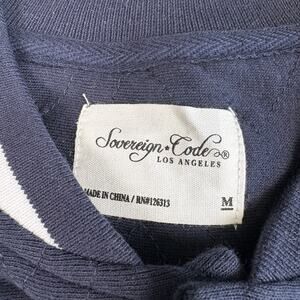 Sovereign★Code®
LOS ANGELES
MADE IN CHINA / RN#126313
M